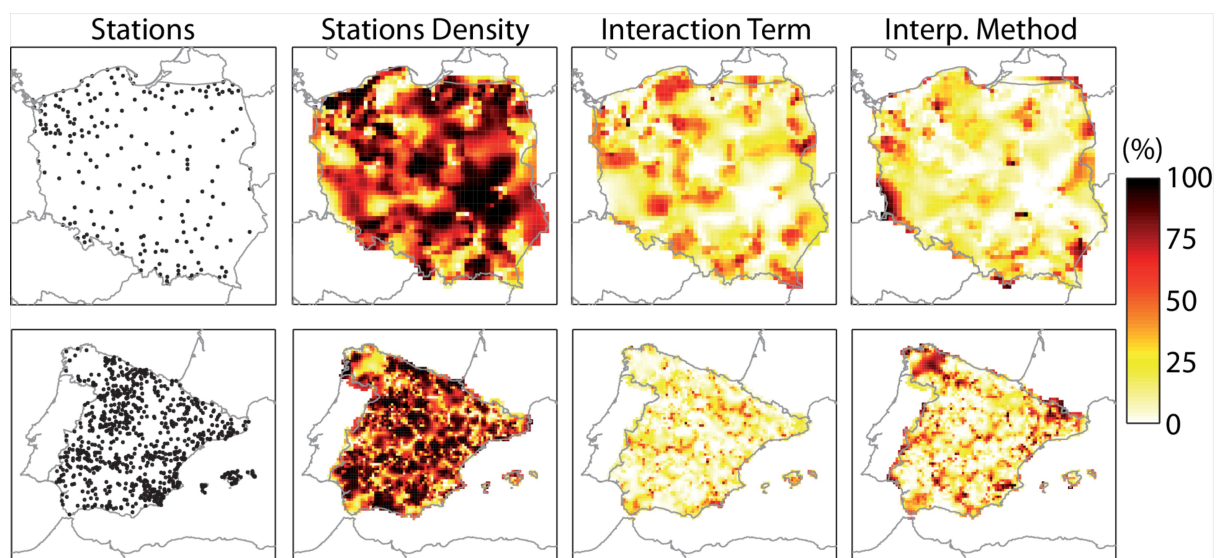 Stations
Stations Density
Interaction Term
Interp. Method
(%)
100
75
50
25
0